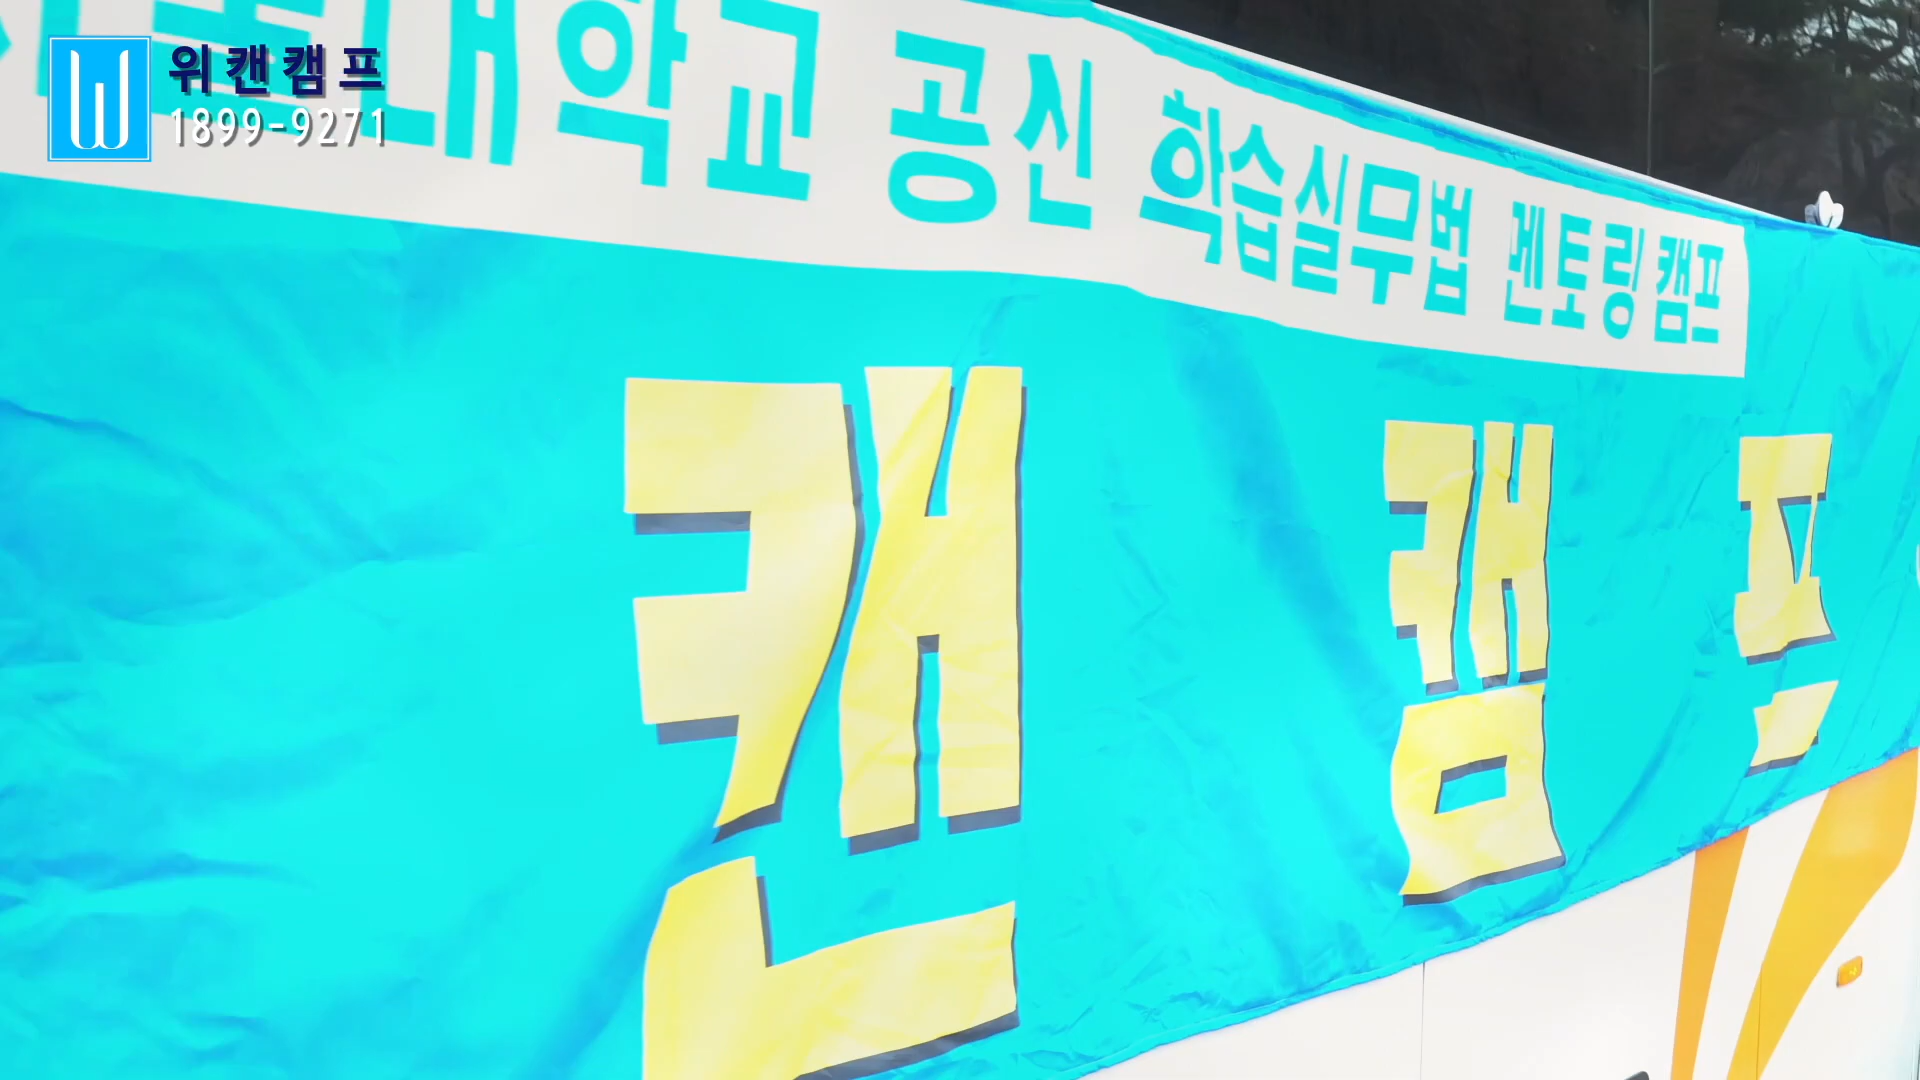 위캔캠프
1899-9271
대학교 공신 학습실무법 멘토링 캠프
캔 캠프